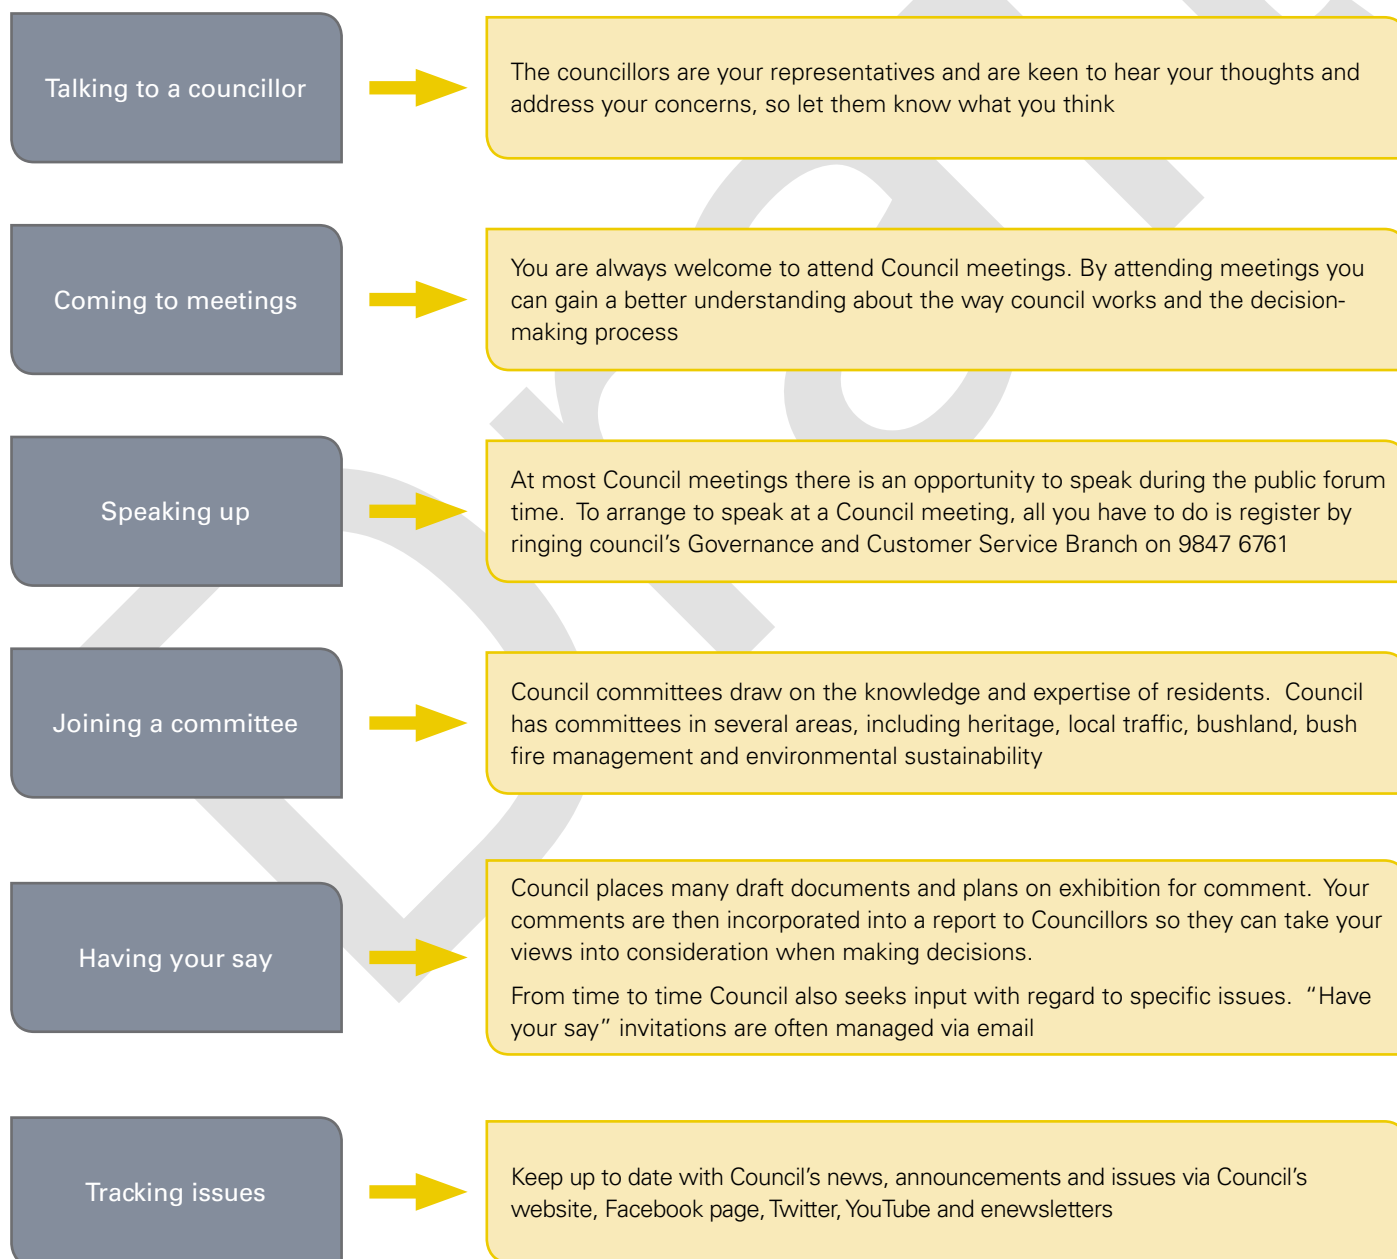 Talking to a councillor
The councillors are your representatives and are keen to hear your thoughts and
address your concerns, so let them know what you think
Coming to meetings
You are always welcome to attend Council meetings. By attending meetings you
can gain a better understanding about the way council works and the decision-
making process
Speaking up
At most Council meetings there is an opportunity to speak during the public forum
time. To arrange to speak at a Council meeting, all you have to do is register by
ringing council's Governance and Customer Service Branch on 9847 6761
Joining a committee
Council committees draw on the knowledge and expertise of residents. Council
has committees in several areas, including heritage, local traffic, bushland, bush
fire management and environmental sustainability
Having your say
Council places many draft documents and plans on exhibition for comment. Your
comments are then incorporated into a report to Councillors so they can take your
views into consideration when making decisions.
From time to time Council also seeks input with regard to specific issues. “Have
your say” invitations are often managed via email
Tracking issues
Keep up to date with Council's news, announcements and issues via Council's
website, Facebook page, Twitter, YouTube and enewsletters